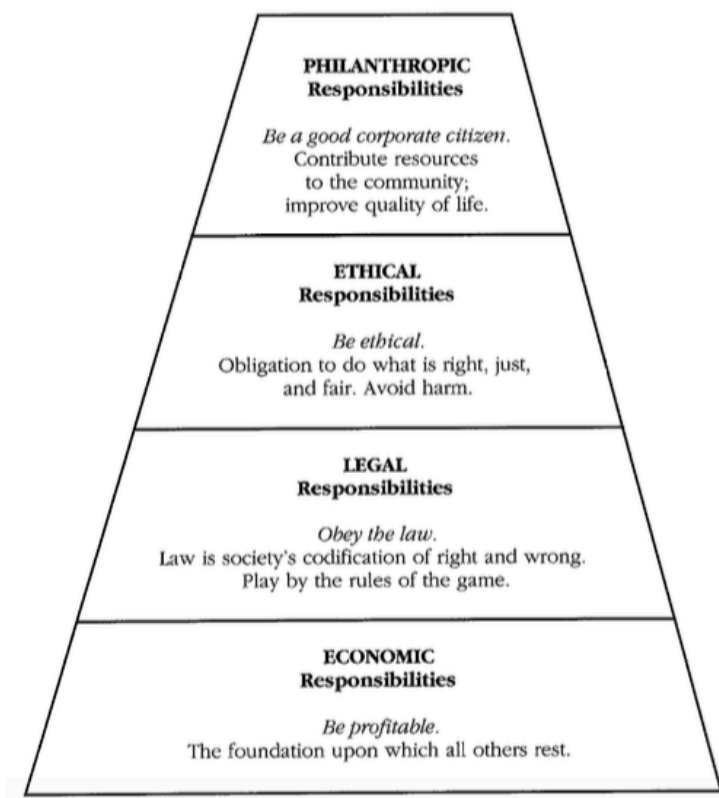 PHILANTHROPIC
Responsibilities
Be a good corporate citizen.
Contribute resources
to the community;
improve quality of life.
ETHICAL
Responsibilities
Be ethical.
Obligation to do what is right, just,
and fair. Avoid harm.
LEGAL
Responsibilities
Obey the law.
Law is society's codification of right and wrong.
Play by the rules of the game.
ECONOMIC
Responsibilities
Be profitable.
The foundation upon which all others rest.